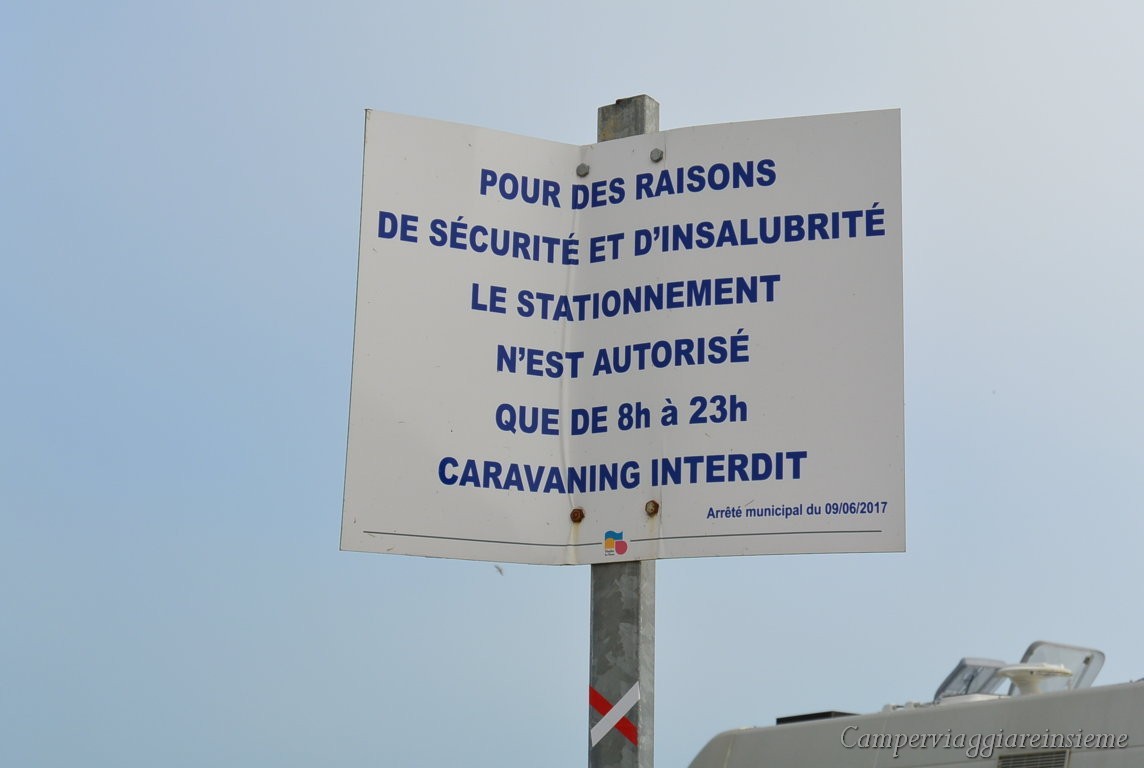 POUR DES RAISONS
DE SÉCURITÉ ET D'INSALUBRITÉ
LE STATIONNEMENT
N'EST AUTORISÉ
QUE DE 8h à 23h
CARAVANING INTERDIT
Arrêté municipal du 09/06/2017
Camperviaggiareinsieme